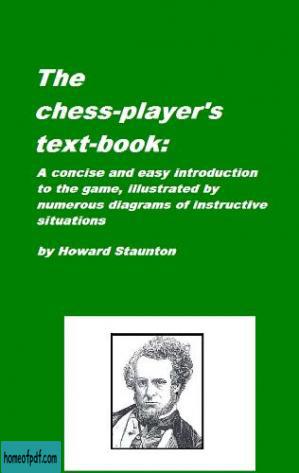 The
chess-player's
text-book:
A concise and easy introduction
to the game, illustrated by
numerous diagrams of instructive
situations
by Howard Staunton
homeofpdf.com